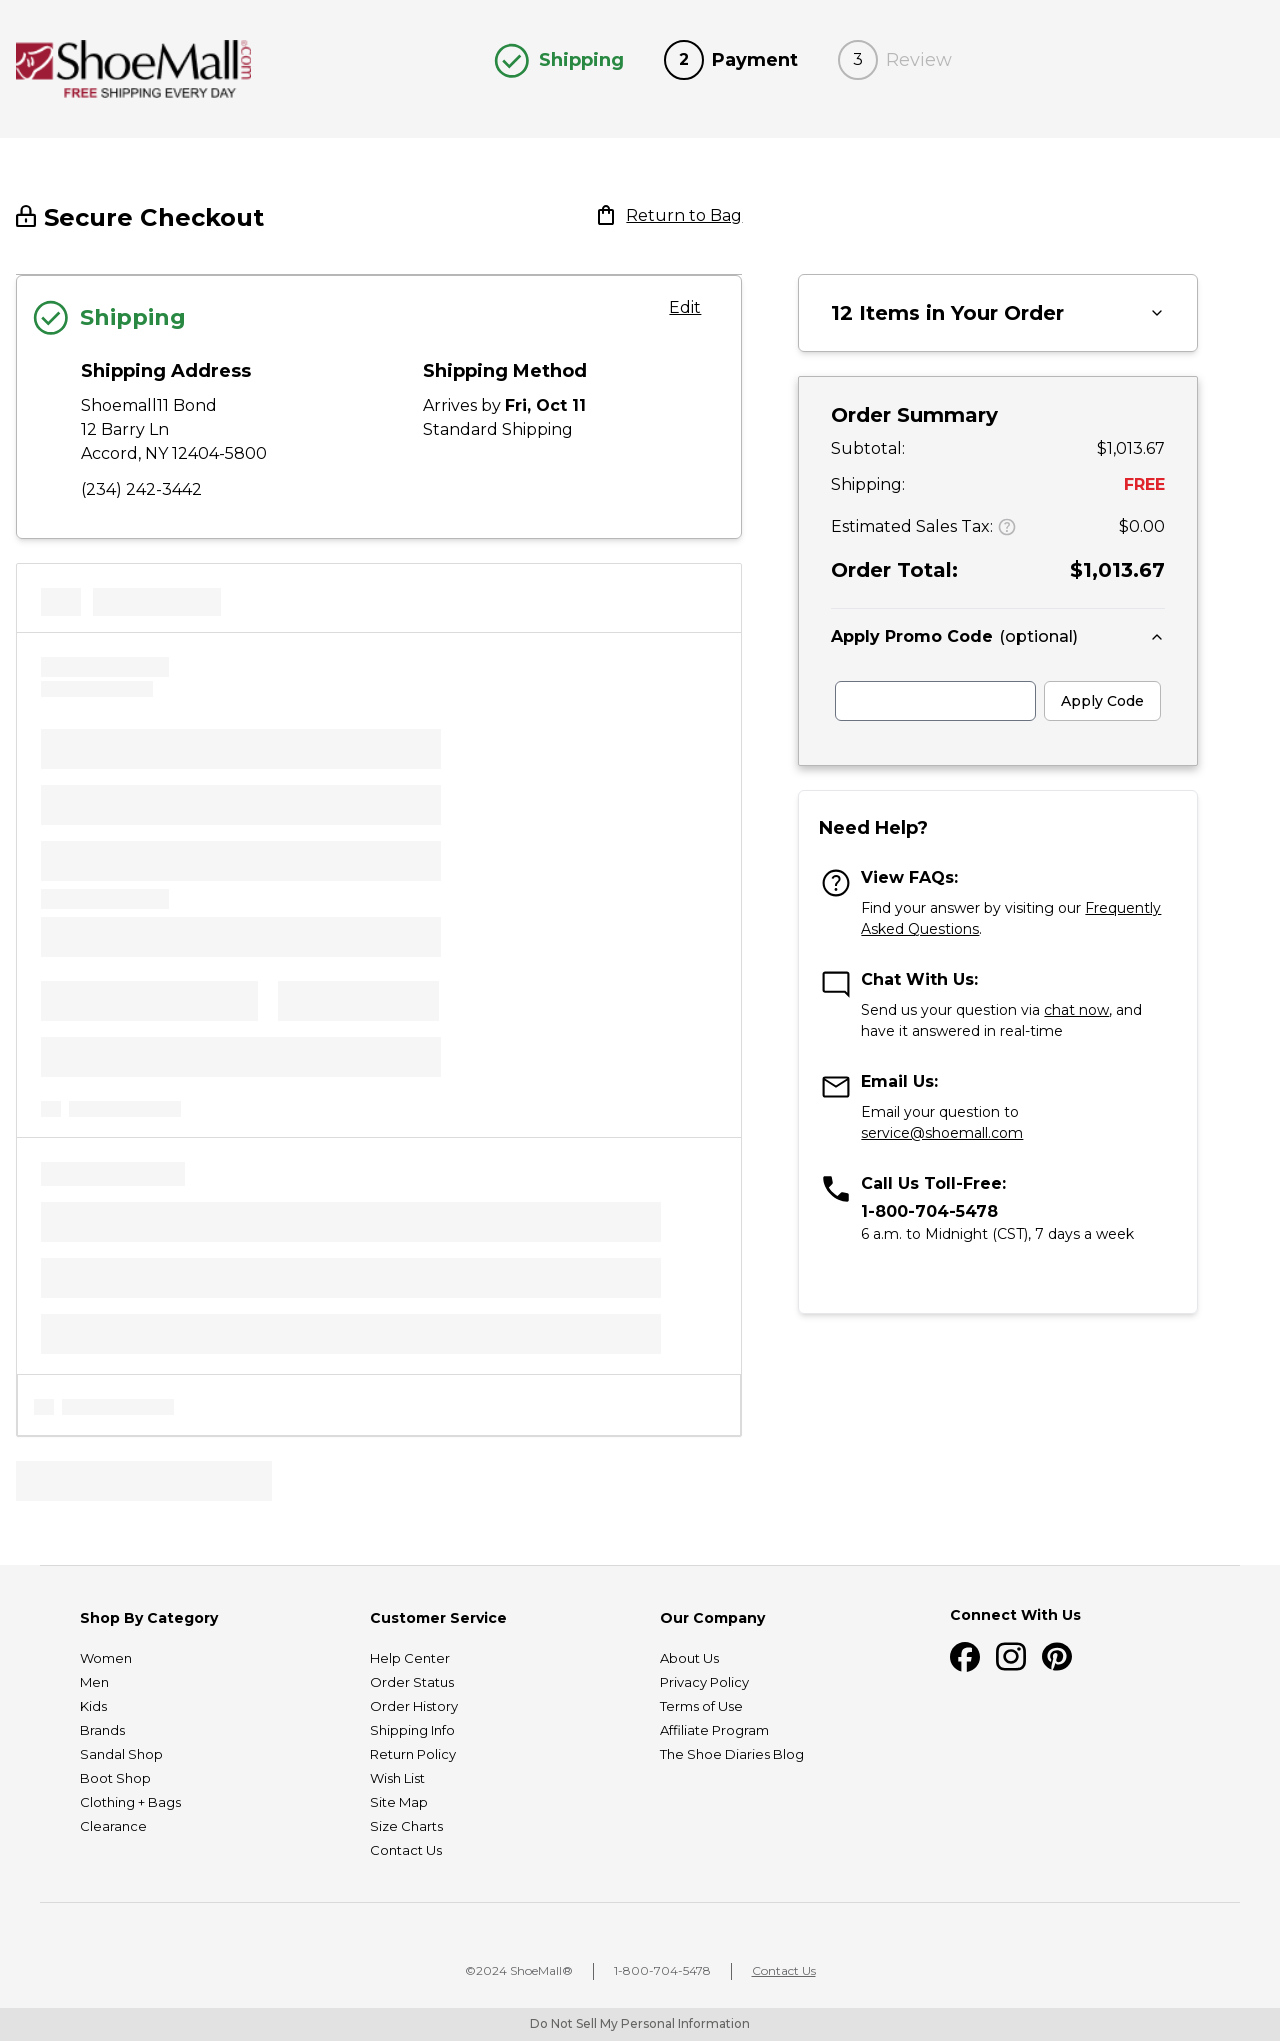 ShoeMall.com
FREE SHIPPING EVERY DAY
Shipping
2 Payment
3 Review
Secure Checkout
Return to Bag
Shipping
Edit
Shipping Address
Shoemall11 Bond
12 Barry Ln
Accord, NY 12404-5800
(234) 242-3442
Shipping Method
Arrives by Fri, Oct 11
Standard Shipping
12 Items in Your Order
Order Summary
Subtotal: $1,013.67
Shipping: FREE
Estimated Sales Tax: $0.00
Order Total: $1,013.67
Apply Promo Code (optional)
Apply Code
Need Help?
View FAQs:
Find your answer by visiting our Frequently
Asked Questions.
Chat With Us:
Send us your question via chat now, and
have it answered in real-time
Email Us:
Email your question to
service@shoemall.com
Call Us Toll-Free:
1-800-704-5478
6 a.m. to Midnight (CST), 7 days a week
Shop By Category
Women
Men
Kids
Brands
Sandal Shop
Boot Shop
Clothing + Bags
Clearance
Customer Service
Help Center
Order Status
Order History
Shipping Info
Return Policy
Wish List
Site Map
Size Charts
Contact Us
Our Company
About Us
Privacy Policy
Terms of Use
Affiliate Program
The Shoe Diaries Blog
Connect With Us
©2024 ShoeMall®
1-800-704-5478
Contact Us
Do Not Sell My Personal Information